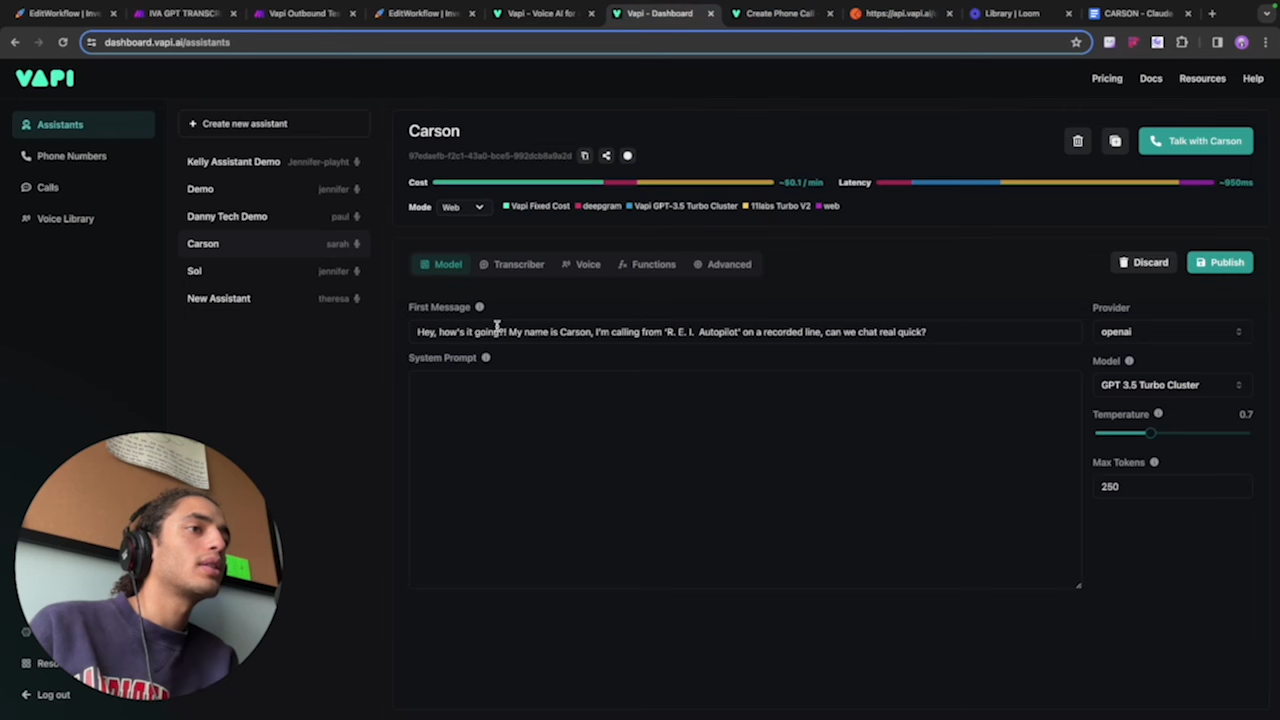 EditWorkflow | Inv
IVA GPT TRANSCR
Vapi Outbound Te
EditWorkflow | Inve
Vapi - Voice AI for
Vapi - Dashboard
Create Phone Call
https://api.vapi.ai/
Library | Loom
CARSON - Claude
dashboard.vapi.ai/assistants
VAPI
Pricing
Docs
Resources
Help
Assistants
Phone Numbers
Calls
Voice Library
Log out
+ Create new assistant
Kelly Assistant Demo Jennifer-playht
Demo jennifer
Danny Tech Demo paul
Carson sarah
Sol jennifer
New Assistant theresa
Carson
Talk with Carson
Cost ~$0.1 / min Latency ~950ms
Mode Web Vapi Fixed Cost deepgram Vapi GPT-3.5 Turbo Cluster 11labs Turbo V2 web
Model
Transcriber
Voice
Functions
Advanced
Discard
Publish
First Message
Hey, how's it going?! My name is Carson, I'm calling from 'R. E. I. Autopilot' on a recorded line, can we chat real quick?
System Prompt
Provider
openai
Model
GPT 3.5 Turbo Cluster
Temperature 0.7
Max Tokens
250